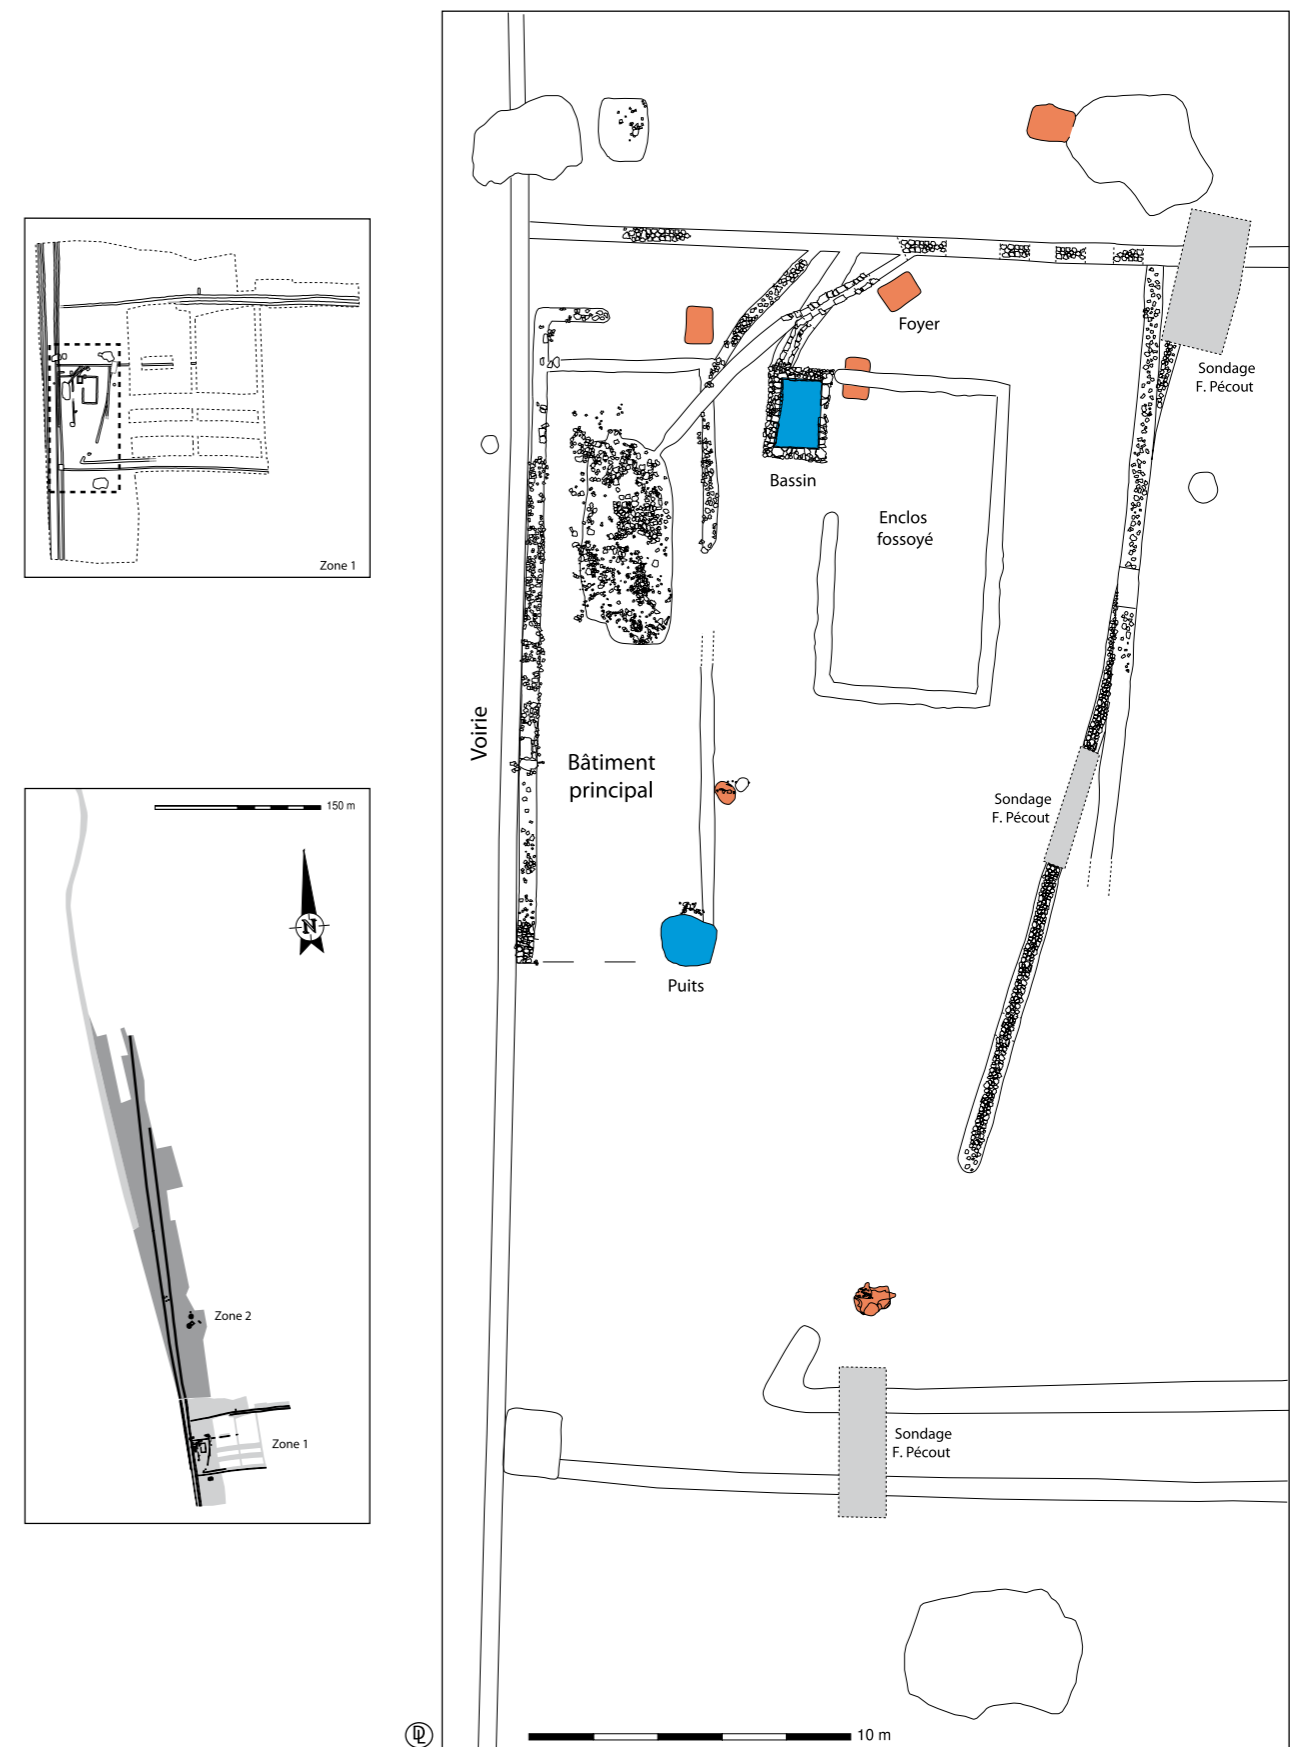 Zone 1
150 m
N
Zone 2
Zone 1
Foyer
Sondage
F. Pécout
Bassin
Enclos
fossoyé
Voirie
Bâtiment
principal
Sondage
F. Pécout
Puits
Sondage
F. Pécout
10 m